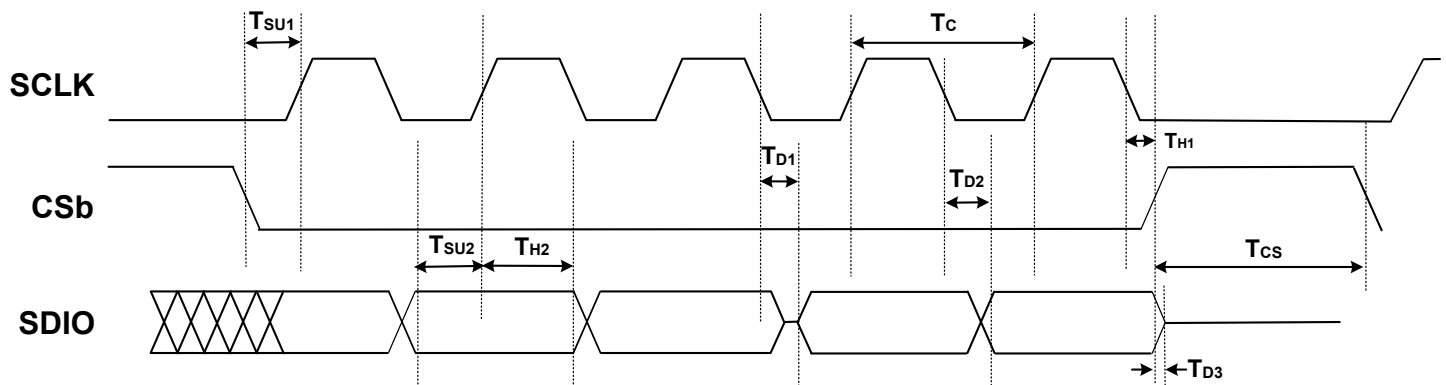 TSU1
TC
SCLK
TH1
TD1
TD2
CSb
TSU2
TH2
TCS
SDIO
TD3